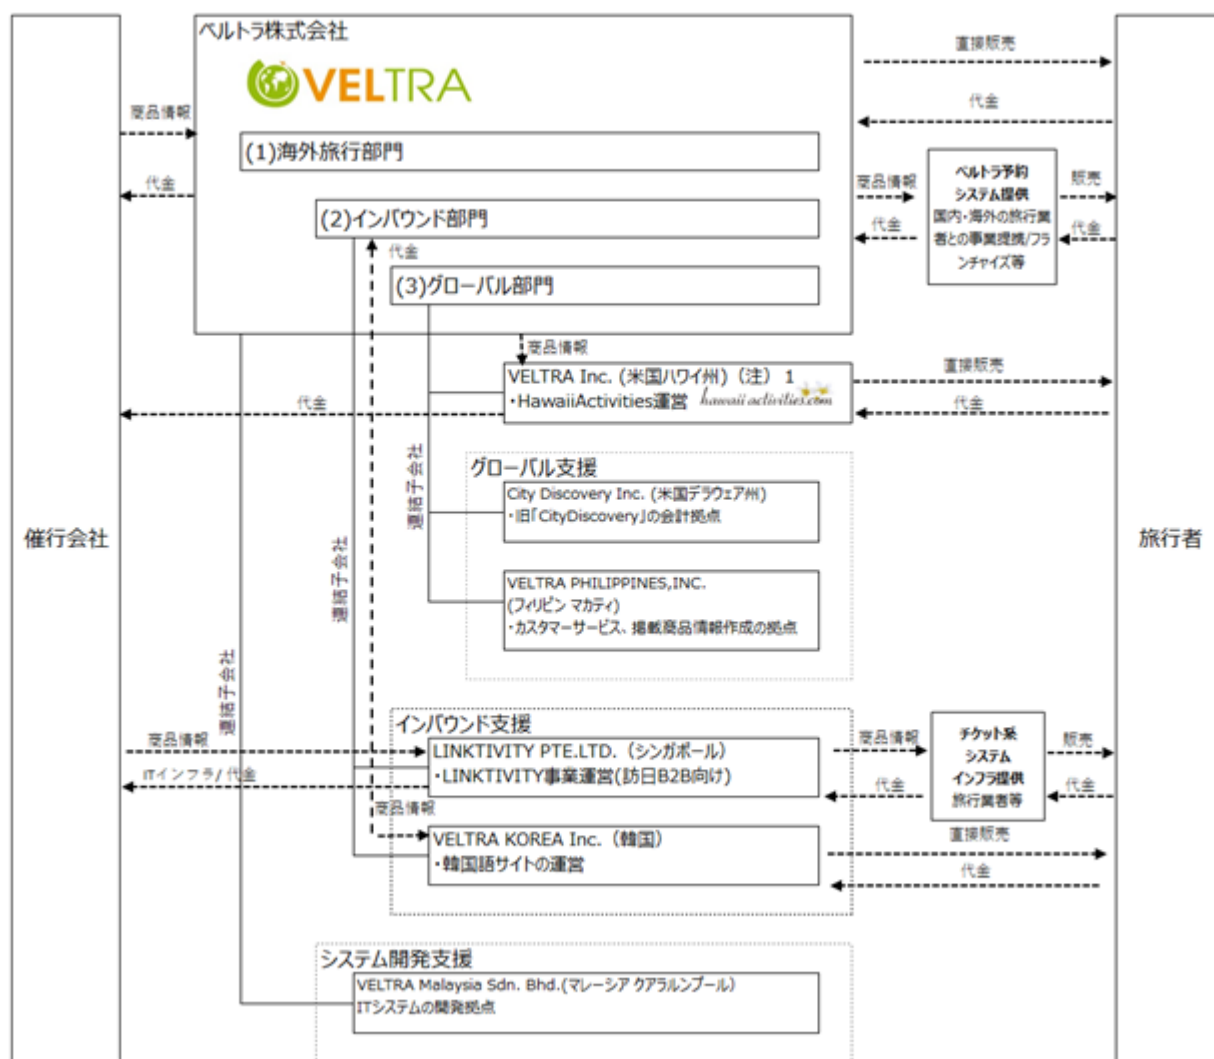 ベルトラ株式会社
VELTRA
(1)海外旅行部門
(2)インバウンド部門
代金
(3)グローバル部門
商品情報
代金
催行会社
直接販売
代金
商品情報
代金
ベルトラ予約
システム提供
国内・海外の旅行業
者との事業提携/フラ
ンチャイズ等
販売
代金
旅行者
商品情報
VELTRA Inc. (米国ハワイ州)（注）1
・HawaiiActivities運営
hawaii activities.com
代金
直接販売
代金
連結子会社
連結子会社
連結子会社
グローバル支援
City Discovery Inc. (米国デラウェア州)
・旧「CityDiscovery」の会計拠点
VELTRA PHILIPPINES,INC.
(フィリピン マカティ)
・カスタマーサービス、掲載商品情報作成の拠点
インバウンド支援
商品情報
ITインフラ/ 代金
LINKTIVITY PTE.LTD.（シンガポール）
・LINKTIVITY事業運営(訪日B2B向け)
商品情報
代金
チケット系
システム
インフラ提供
旅行業者等
販売
代金
商品情報
VELTRA KOREA Inc.（韓国）
・韓国語サイトの運営
直接販売
代金
システム開発支援
VELTRA Malaysia Sdn. Bhd.(マレーシア クアラルンプール）
ITシステムの開発拠点